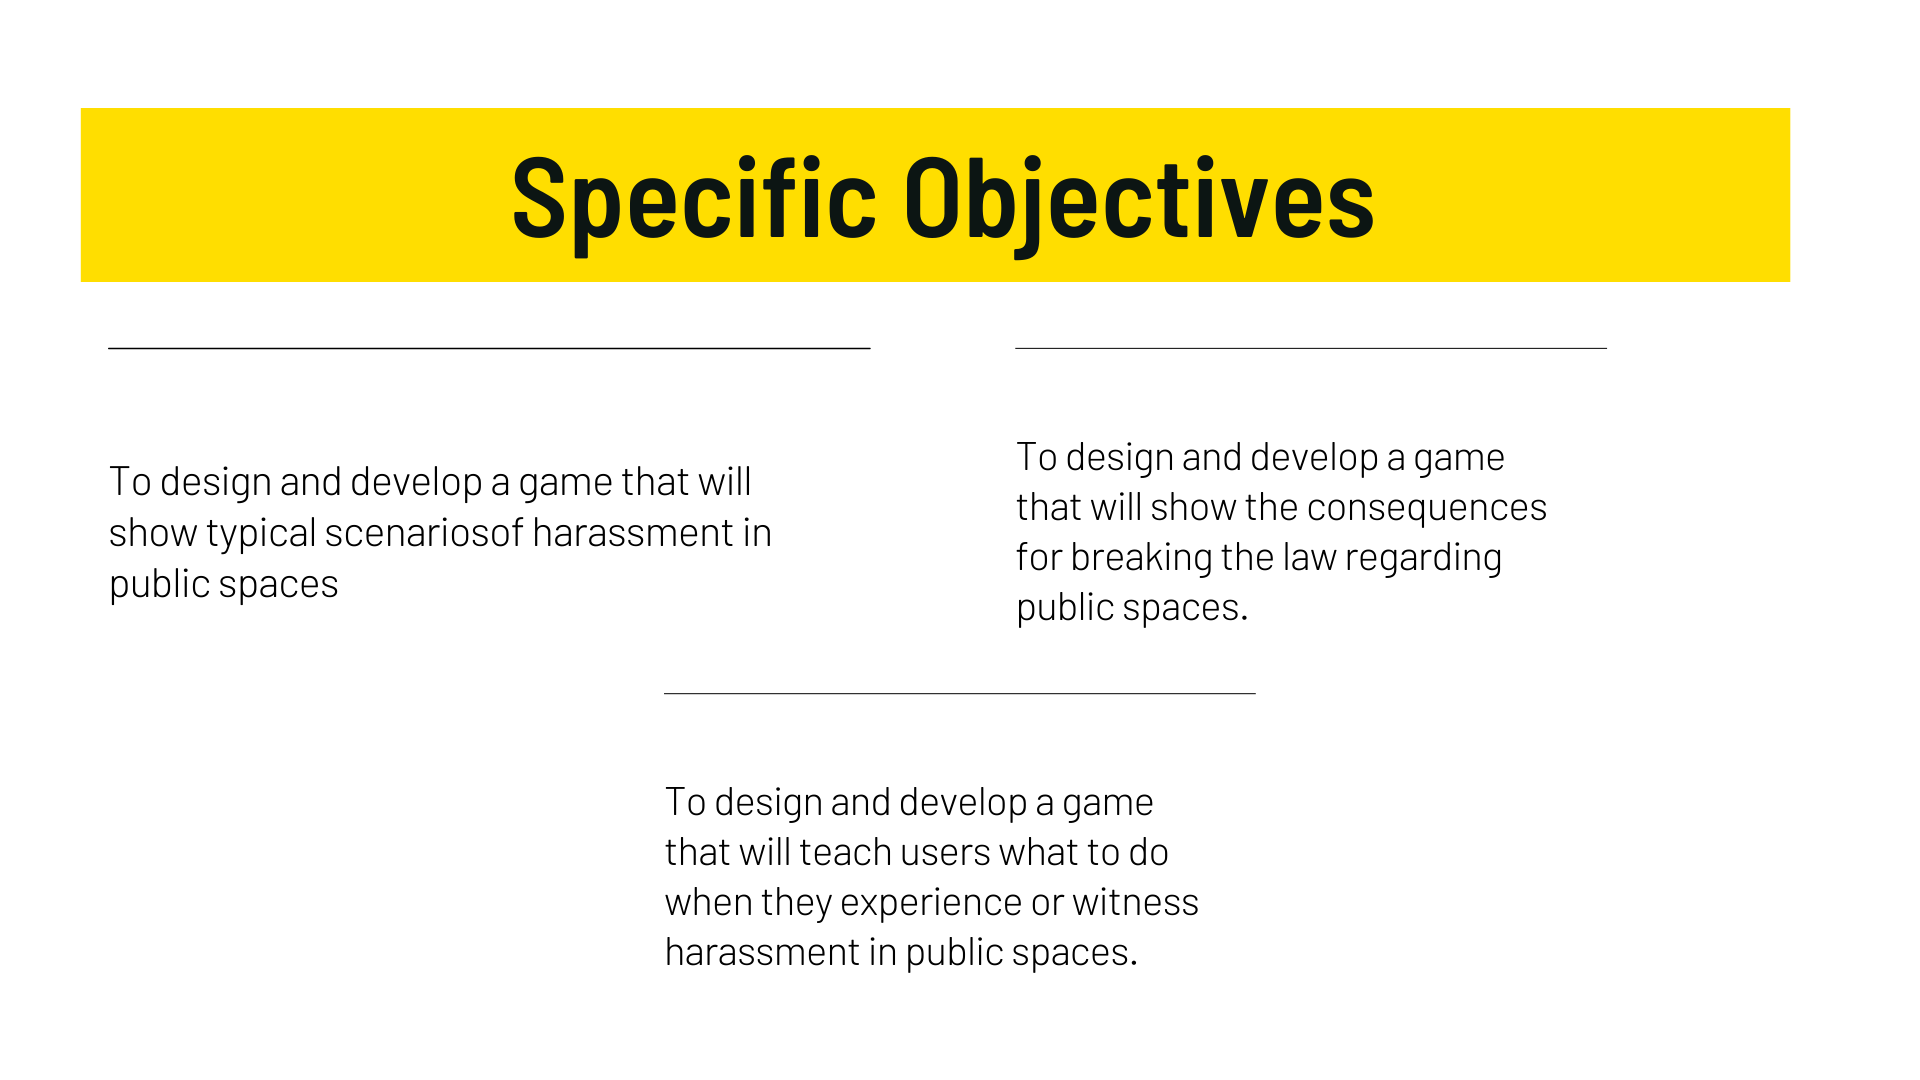 Specific Objectives
To design and develop a game that will
show typical scenariosof harassment in
public spaces
To design and develop a game
that will show the consequences
for breaking the law regarding
public spaces.
To design and develop a game
that will teach users what to do
when they experience or witness
harassment in public spaces.